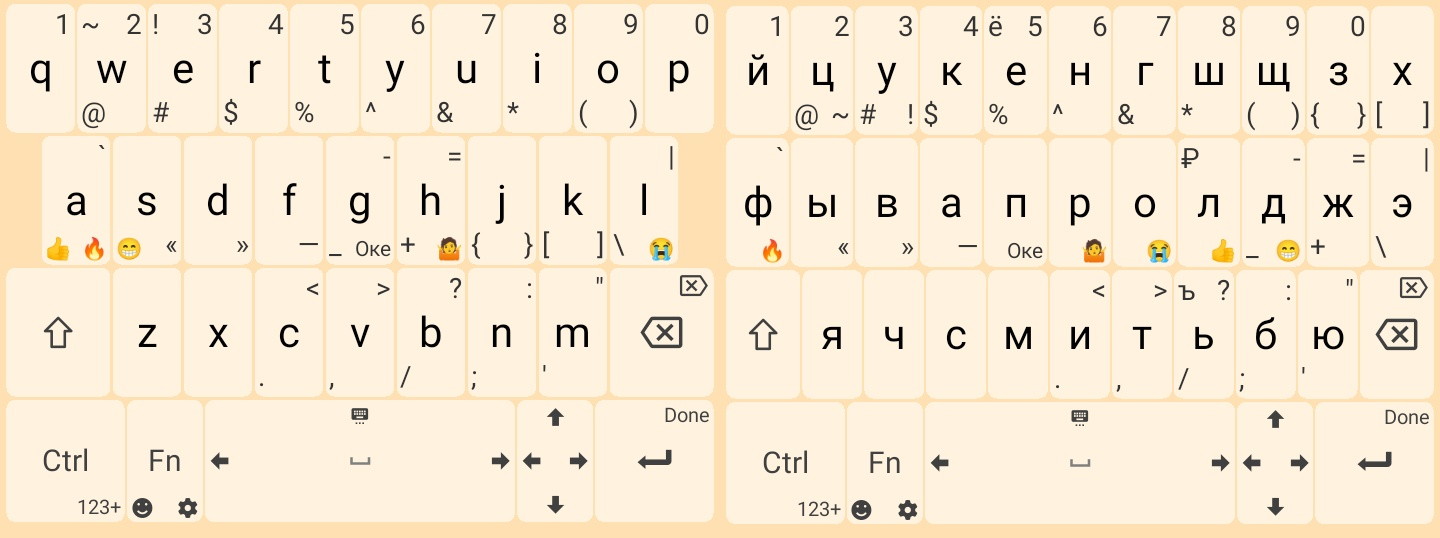 1 ~ 2 ! 3 4 5 6 7 8 9 0
q w e r t y u i o p
@ # $ % ^ & * ( )
` - = |
a s d f g h j k l
👍 🔥 😁 « » — _ Оке + 🤷 { } [ ] \ 😭
< > ? : "
z x c v b n m
. , / ; '
Done
Ctrl Fn
123+
1 2 3 4 ё 5 6 7 8 9 0
й ц у к е н г ш щ з х
@ ~ # ! $ % ^ & * ( ) { } [ ]
` ₽ - = |
ф ы в а п р о л д ж э
🔥 « » — Оке 🤷 😭 👍 _ 😁 + \
< > ъ ? : "
я ч с м и т ь б ю
. , / ; '
Done
Ctrl Fn
123+